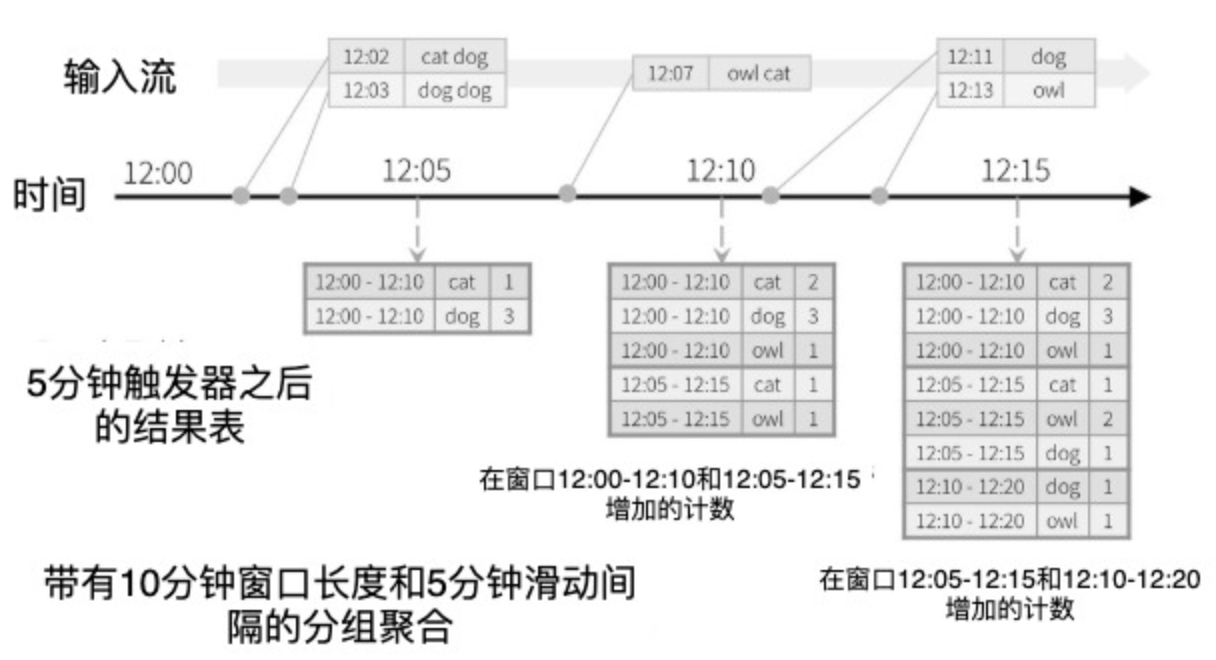 输入流
12:02 cat dog
12:03 dog dog
12:07 owl cat
12:11 dog
12:13 owl
时间
12:00
12:05
12:10
12:15
12:00 - 12:10 cat 1
12:00 - 12:10 dog 3
12:00 - 12:10 cat 2
12:00 - 12:10 dog 3
12:00 - 12:10 owl 1
12:05 - 12:15 cat 1
12:05 - 12:15 owl 1
12:00 - 12:10 cat 2
12:00 - 12:10 dog 3
12:00 - 12:10 owl 1
12:05 - 12:15 cat 1
12:05 - 12:15 owl 2
12:05 - 12:15 dog 1
12:10 - 12:20 dog 1
12:10 - 12:20 owl 1
5分钟触发器之后
的结果表
在窗口12:00-12:10和12:05-12:15
增加的计数
在窗口12:05-12:15和12:10-12:20
增加的计数
带有10分钟窗口长度和5分钟滑动间
隔的分组聚合